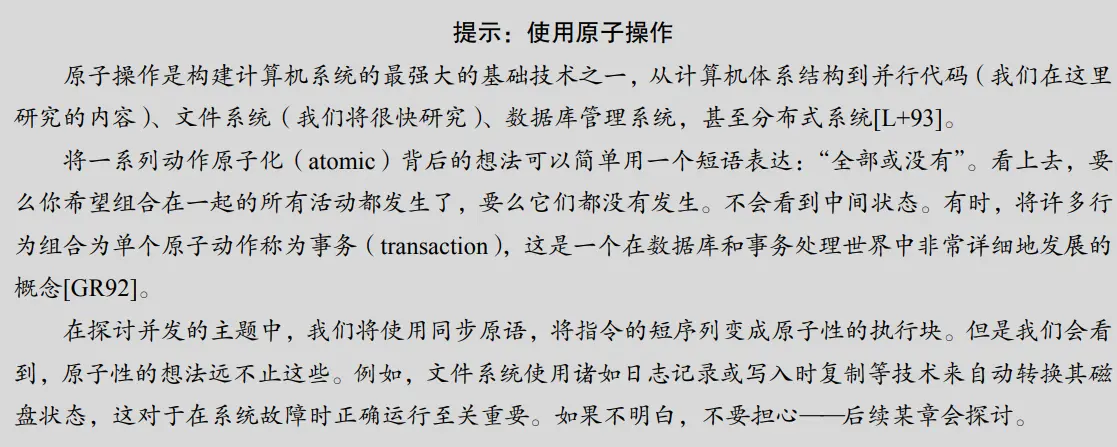 提示：使用原子操作
原子操作是构建计算机系统的最强大的基础技术之一，从计算机体系结构到并行代码（我们在这里
研究的内容）、文件系统（我们将很快研究）、数据库管理系统，甚至分布式系统[L+93]。
将一系列动作原子化（atomic）背后的想法可以简单用一个短语表达：“全部或没有”。看上去，要
么你希望组合在一起的所有活动都发生了，要么它们都没有发生。不会看到中间状态。有时，将许多行
为组合为单个原子动作称为事务（transaction），这是一个在数据库和事务处理世界中非常详细地发展的
概念[GR92]。
在探讨并发的主题中，我们将使用同步原语，将指令的短序列变成原子性的执行块。但是我们会看
到，原子性的想法远不止这些。例如，文件系统使用诸如日志记录或写入时复制等技术来自动转换其磁
盘状态，这对于在系统故障时正确运行至关重要。如果不明白，不要担心——后续某章会探讨。